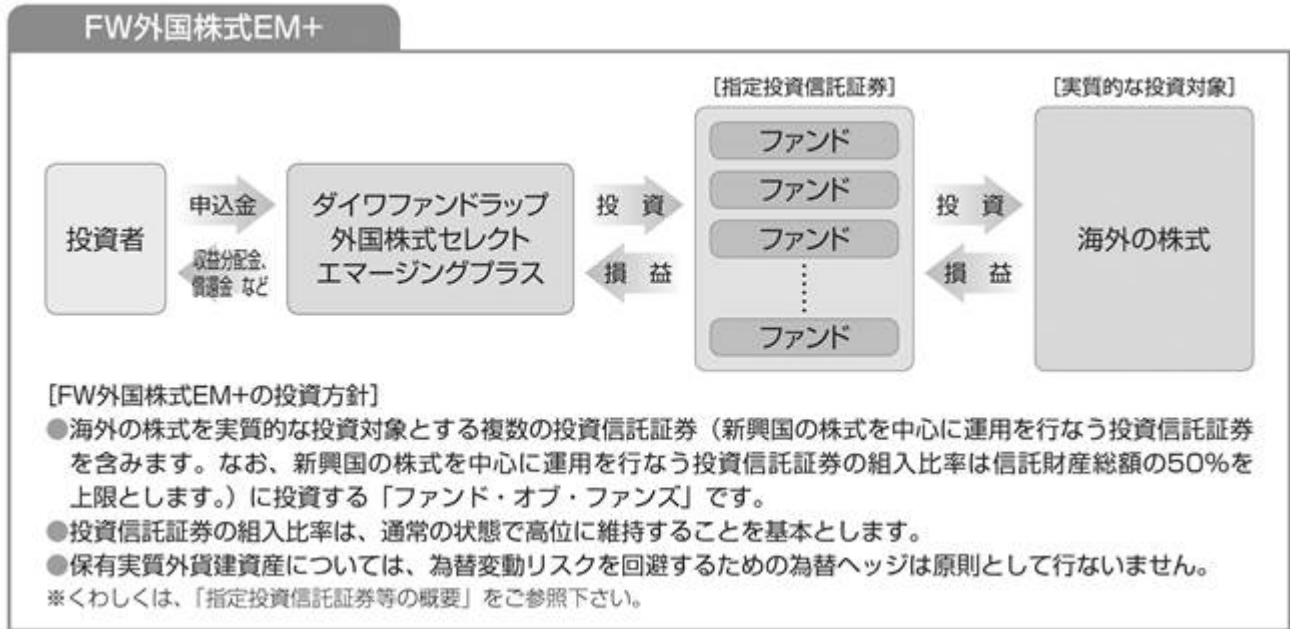 FW外国株式EM+
[指定投資信託証券]
[実質的な投資対象]
投資者
申込金
収益分配金、
償還金 など
ダイワファンドラップ
外国株式セレクト
エマージングプラス
投 資
損 益
ファンド
ファンド
ファンド
ファンド
投 資
損 益
海外の株式
[FW外国株式EM+の投資方針]
●海外の株式を実質的な投資対象とする複数の投資信託証券（新興国の株式を中心に運用を行なう投資信託証券
を含みます。なお、新興国の株式を中心に運用を行なう投資信託証券の組入比率は信託財産総額の50％を
上限とします。）に投資する「ファンド・オブ・ファンズ」です。
●投資信託証券の組入比率は、通常の状態で高位に維持することを基本とします。
●保有実質外貨建資産については、為替変動リスクを回避するための為替ヘッジは原則として行ないません。
※くわしくは、「指定投資信託証券等の概要」をご参照下さい。